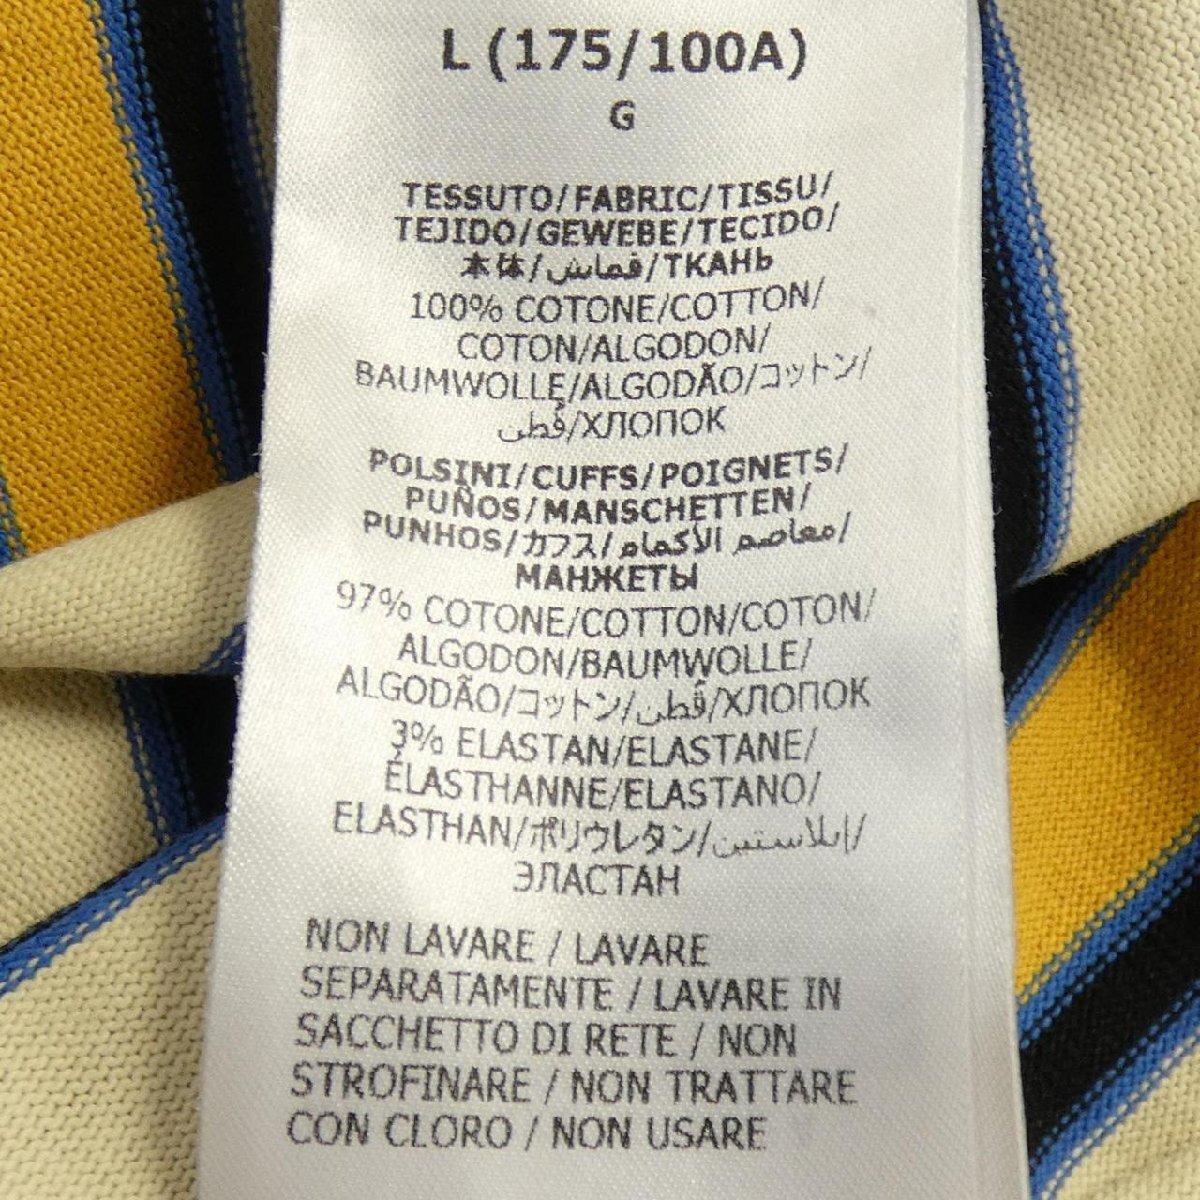 L (175/100A)
G
TESSUTO/FABRIC/TISSU/
TEJIDO/GEWEBE/TECIDO/
本体/قماش/ТКАНЬ
100% COTONE/COTTON/
COTON/ALGODON/
BAUMWOLLE/ALGODÃO/コットン/
قُطن/ХЛОПОК
POLSINI/CUFFS/POIGNETS/
PUÑOS/MANSCHETTEN/
PUNHOS/カフス/معاصم الأكمام/
МАНЖЕТЫ
97% COTONE/COTTON/COTON/
ALGODON/BAUMWOLLE/
ALGODÃO/コットン/قُطن/ХЛОПОК
3% ELASTAN/ELASTANE/
ÉLASTHANNE/ELASTANO/
ELASTHAN/ポリウレタン/إيلاستين/
ЭЛАСТАН
NON LAVARE / LAVARE
SEPARATAMENTE / LAVARE IN
SACCHETTO DI RETE / NON
STROFINARE / NON TRATTARE
CON CLORO / NON USARE